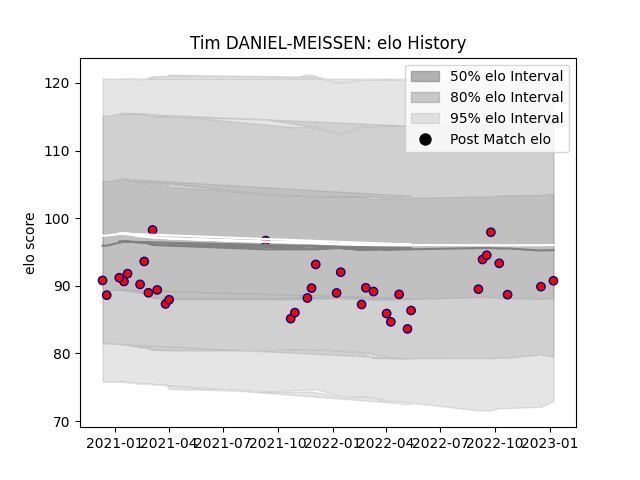 Tim DANIEL-MEISSEN: elo History
120
110
100
90
80
70
elo score
50% elo Interval
80% elo Interval
95% elo Interval
Post Match elo
2021-01 2021-04 2021-07 2021-10 2022-01 2022-04 2022-07 2022-10 2023-01